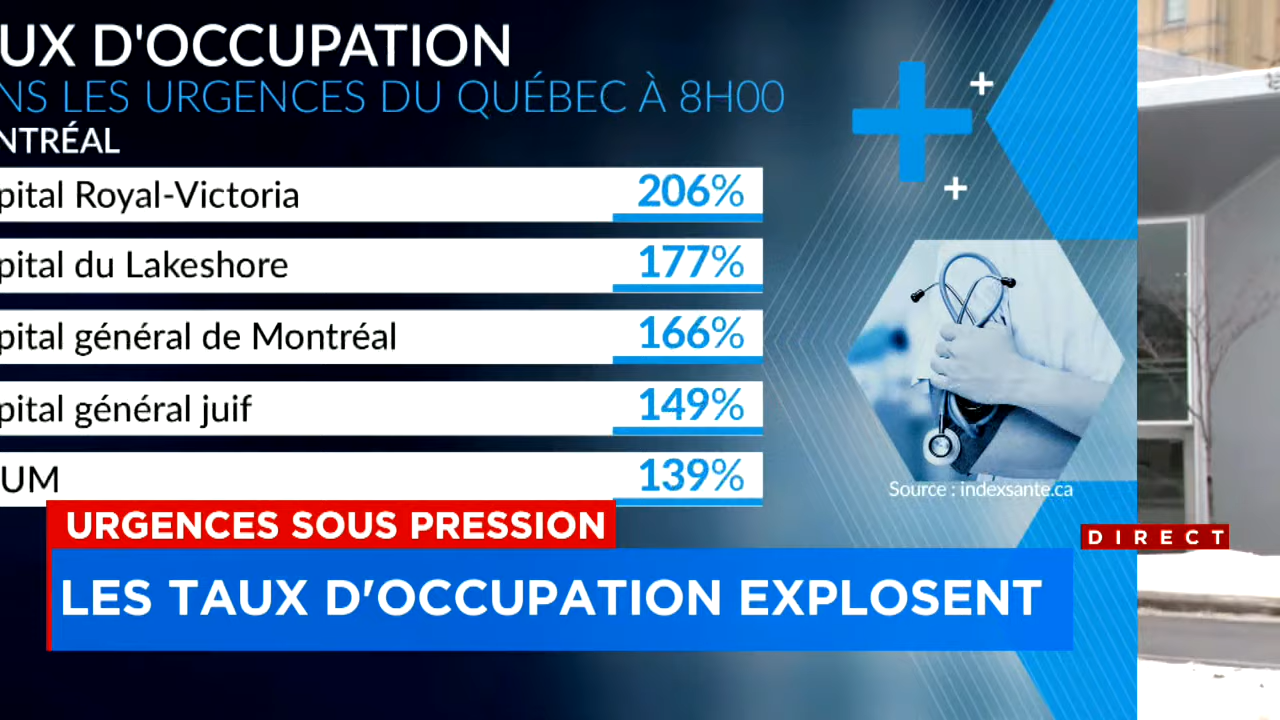 UX D'OCCUPATION
NS LES URGENCES DU QUÉBEC À 8H00
NTRÉAL
pital Royal-Victoria 206%
pital du Lakeshore 177%
pital général de Montréal 166%
pital général juif 149%
UM 139%
Source : indexsante.ca
URGENCES SOUS PRESSION
DIRECT
LES TAUX D'OCCUPATION EXPLOSENT